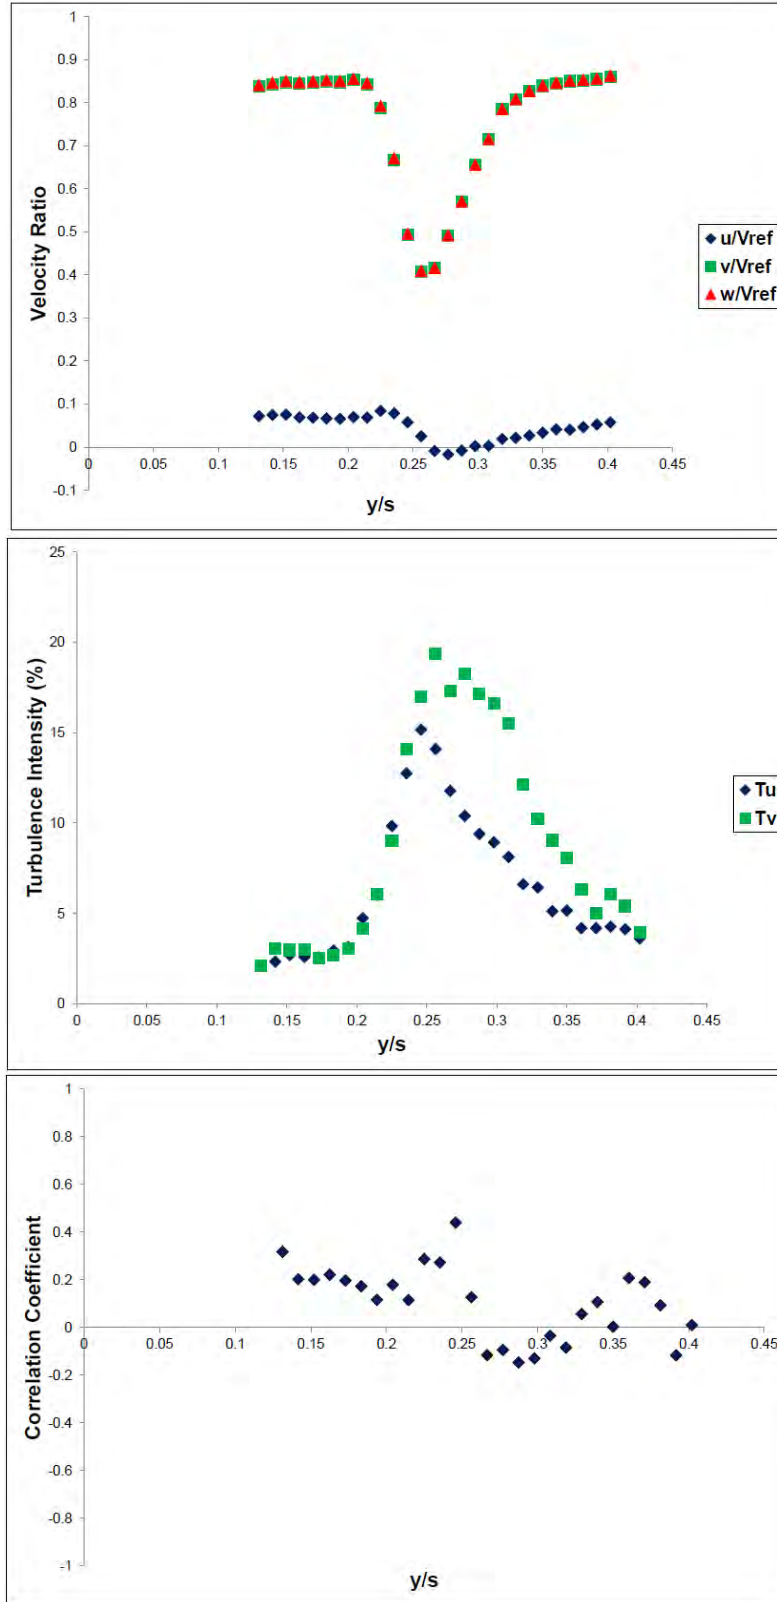 1
0.9
0.8
0.7
0.6
0.5
0.4
0.3
0.2
0.1
0
-0.1
Velocity Ratio
0 0.05 0.1 0.15 0.2 0.25 0.3 0.35 0.4 0.45
y/s
u/Vref
v/Vref
w/Vref
25
20
15
10
5
0
Turbulence Intensity (%)
0 0.05 0.1 0.15 0.2 0.25 0.3 0.35 0.4 0.45
y/s
Tu
Tv
1
0.8
0.6
0.4
0.2
0
-0.2
-0.4
-0.6
-0.8
-1
Correlation Coefficient
0 0.05 0.1 0.15 0.2 0.25 0.3 0.35 0.4 0.45
y/s